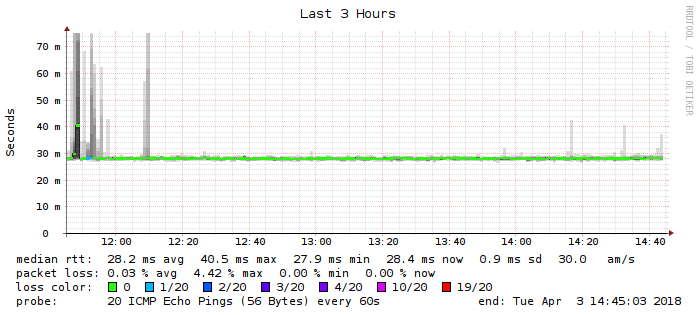 Last 3 Hours
RRDTOOL / TOBI OETIKER
Seconds
70 m
60 m
50 m
40 m
30 m
20 m
10 m
0
12:00 12:20 12:40 13:00 13:20 13:40 14:00 14:20 14:40
median rtt: 28.2 ms avg 40.5 ms max 27.9 ms min 28.4 ms now 0.9 ms sd 30.0 am/s
packet loss: 0.03 % avg 4.42 % max 0.00 % min 0.00 % now
loss color: 0 1/20 2/20 3/20 4/20 10/20 19/20
probe: 20 ICMP Echo Pings (56 Bytes) every 60s end: Tue Apr 3 14:45:03 2018